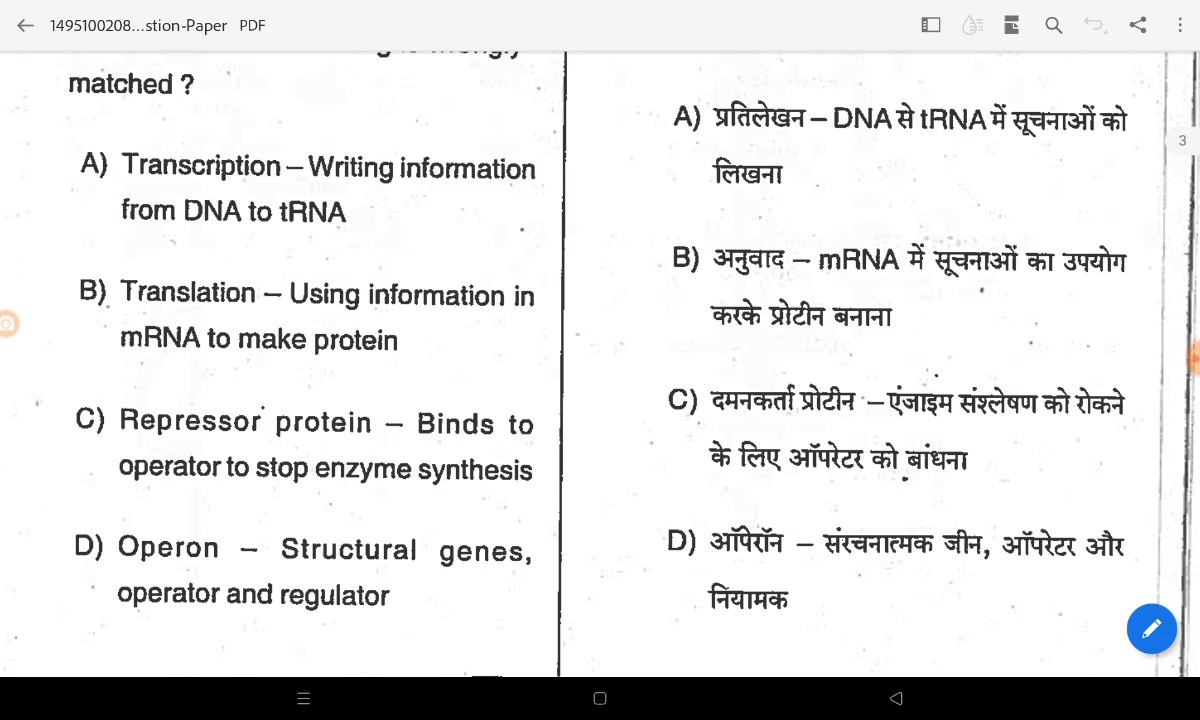 1495100208...stion-Paper PDF
matched ?
A) Transcription – Writing information
from DNA to tRNA
B) Translation – Using information in
mRNA to make protein
C) Repressor protein – Binds to
operator to stop enzyme synthesis
D) Operon – Structural genes,
operator and regulator
A) प्रतिलेखन – DNA से tRNA में सूचनाओं को
लिखना
B) अनुवाद – mRNA में सूचनाओं का उपयोग
करके प्रोटीन बनाना
C) दमनकर्ता प्रोटीन – एंजाइम संश्लेषण को रोकने
के लिए ऑपरेटर को बांधना
D) ऑपेरॉन – संरचनात्मक जीन, ऑपरेटर और
नियामक
3